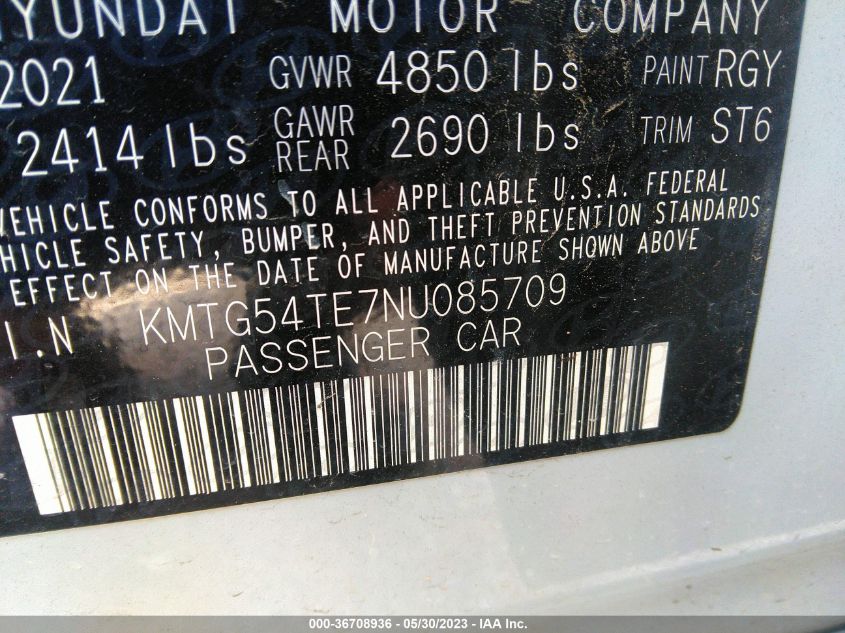 HYUNDAI MOTOR COMPANY
2021 GVWR 4850 lbs PAINT RGY
2414 lbs GAWR REAR 2690 lbs TRIM ST6
VEHICLE CONFORMS TO ALL APPLICABLE U.S.A. FEDERAL
HICLE SAFETY, BUMPER, AND THEFT PREVENTION STANDARDS
EFFECT ON THE DATE OF MANUFACTURE SHOWN ABOVE
I.N KMTG54TE7NU085709
PASSENGER CAR
000-36708936 - 05/30/2023 - IAA Inc.